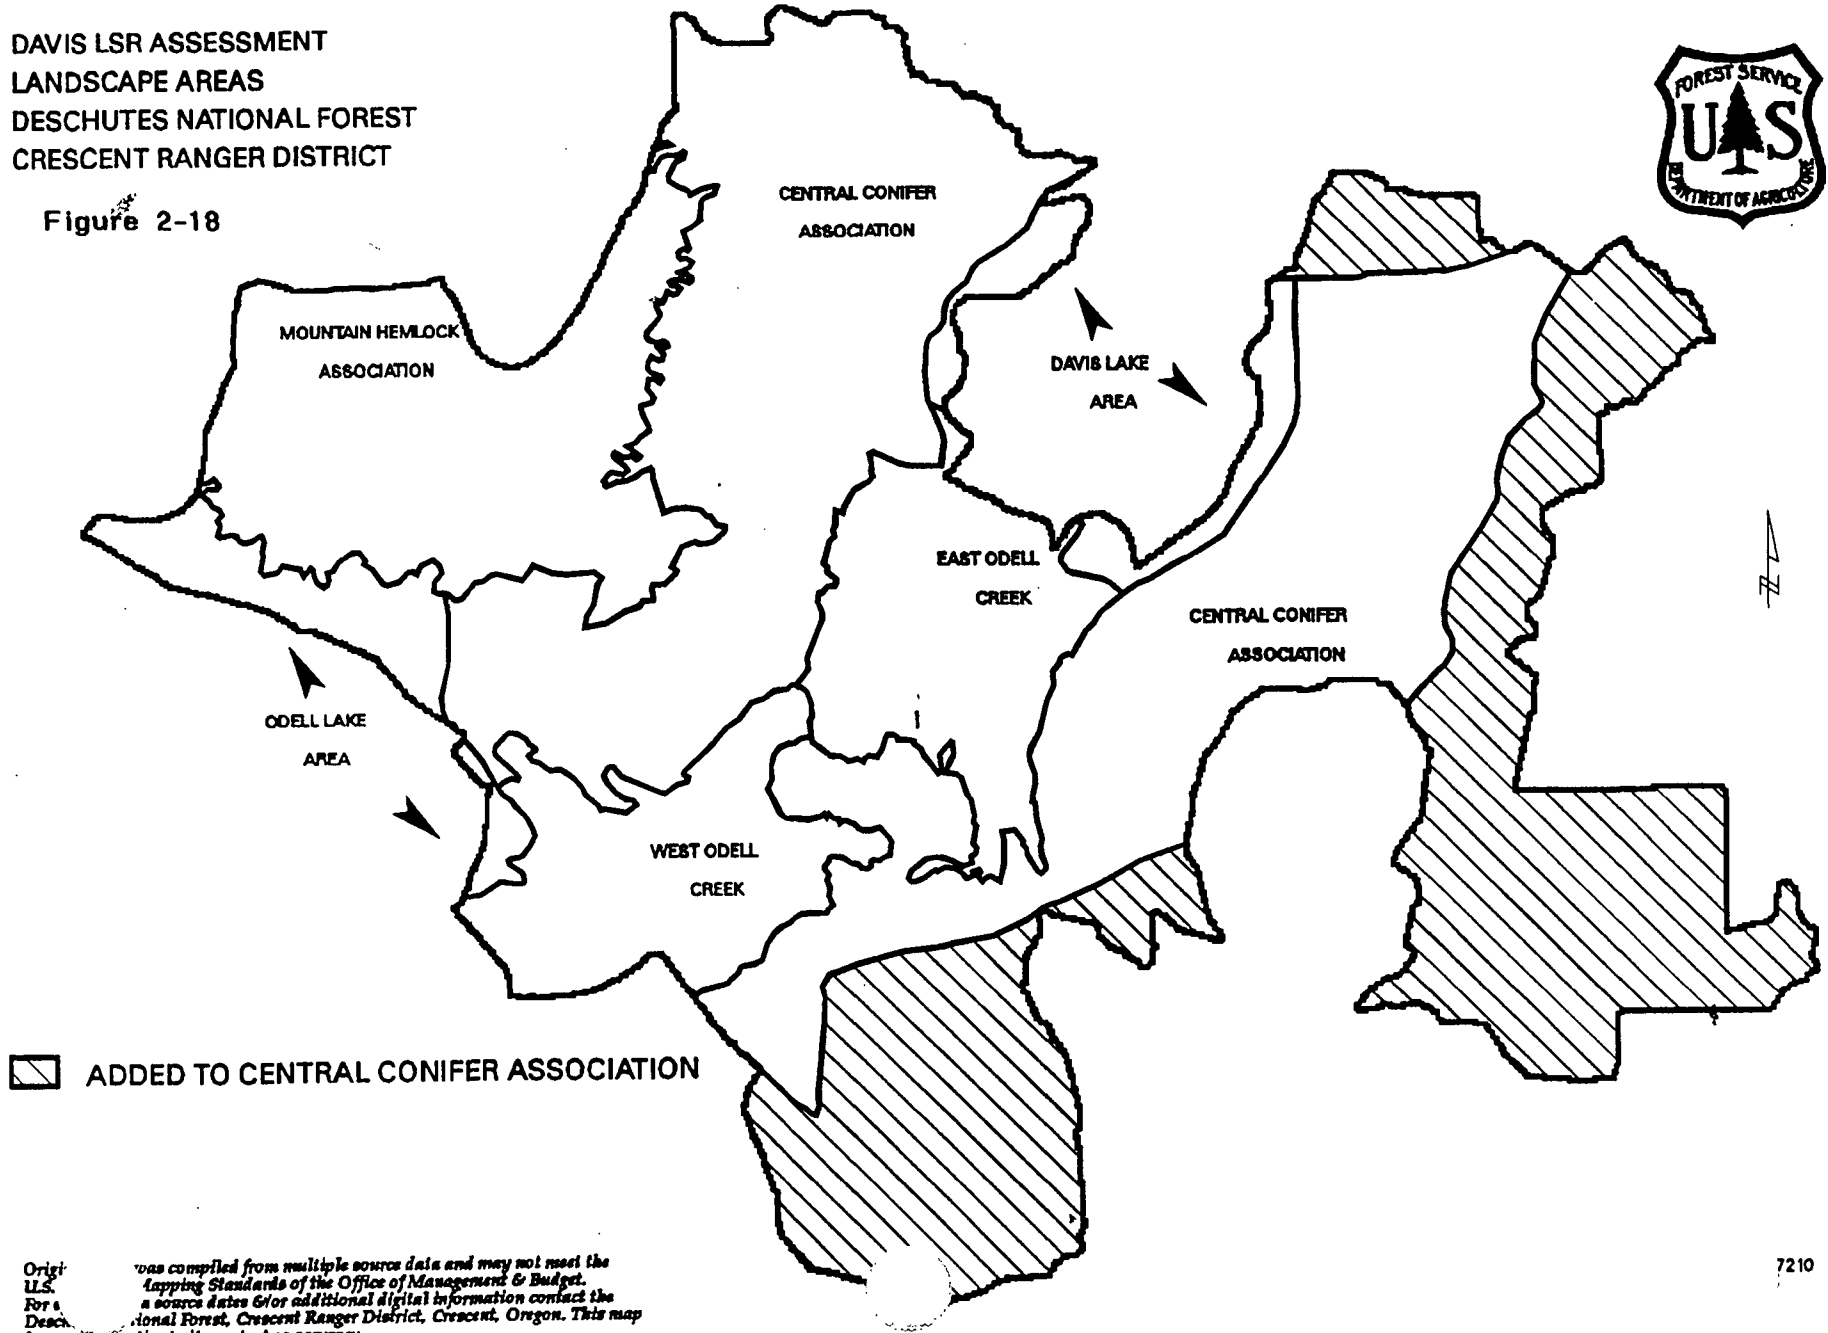 DAVIS LSR ASSESSMENT
LANDSCAPE AREAS
DESCHUTES NATIONAL FOREST
CRESCENT RANGER DISTRICT
Figure 2-18
FOREST SERVICE
US
DEPARTMENT OF AGRICULTURE
CENTRAL CONIFER
ASSOCIATION
MOUNTAIN HEMLOCK
ASSOCIATION
DAVIS LAKE
AREA
EAST ODELL
CREEK
CENTRAL CONIFER
ASSOCIATION
ODELL LAKE
AREA
WEST ODELL
CREEK
ADDED TO CENTRAL CONIFER ASSOCIATION
was compiled from multiple source data and may not meet the
U.S. Mapping Standards of the Office of Management & Budget.
For a source dates &/or additional digital information contact the
Forest, Crescent Ranger District, Crescent, Oregon. This map
7210